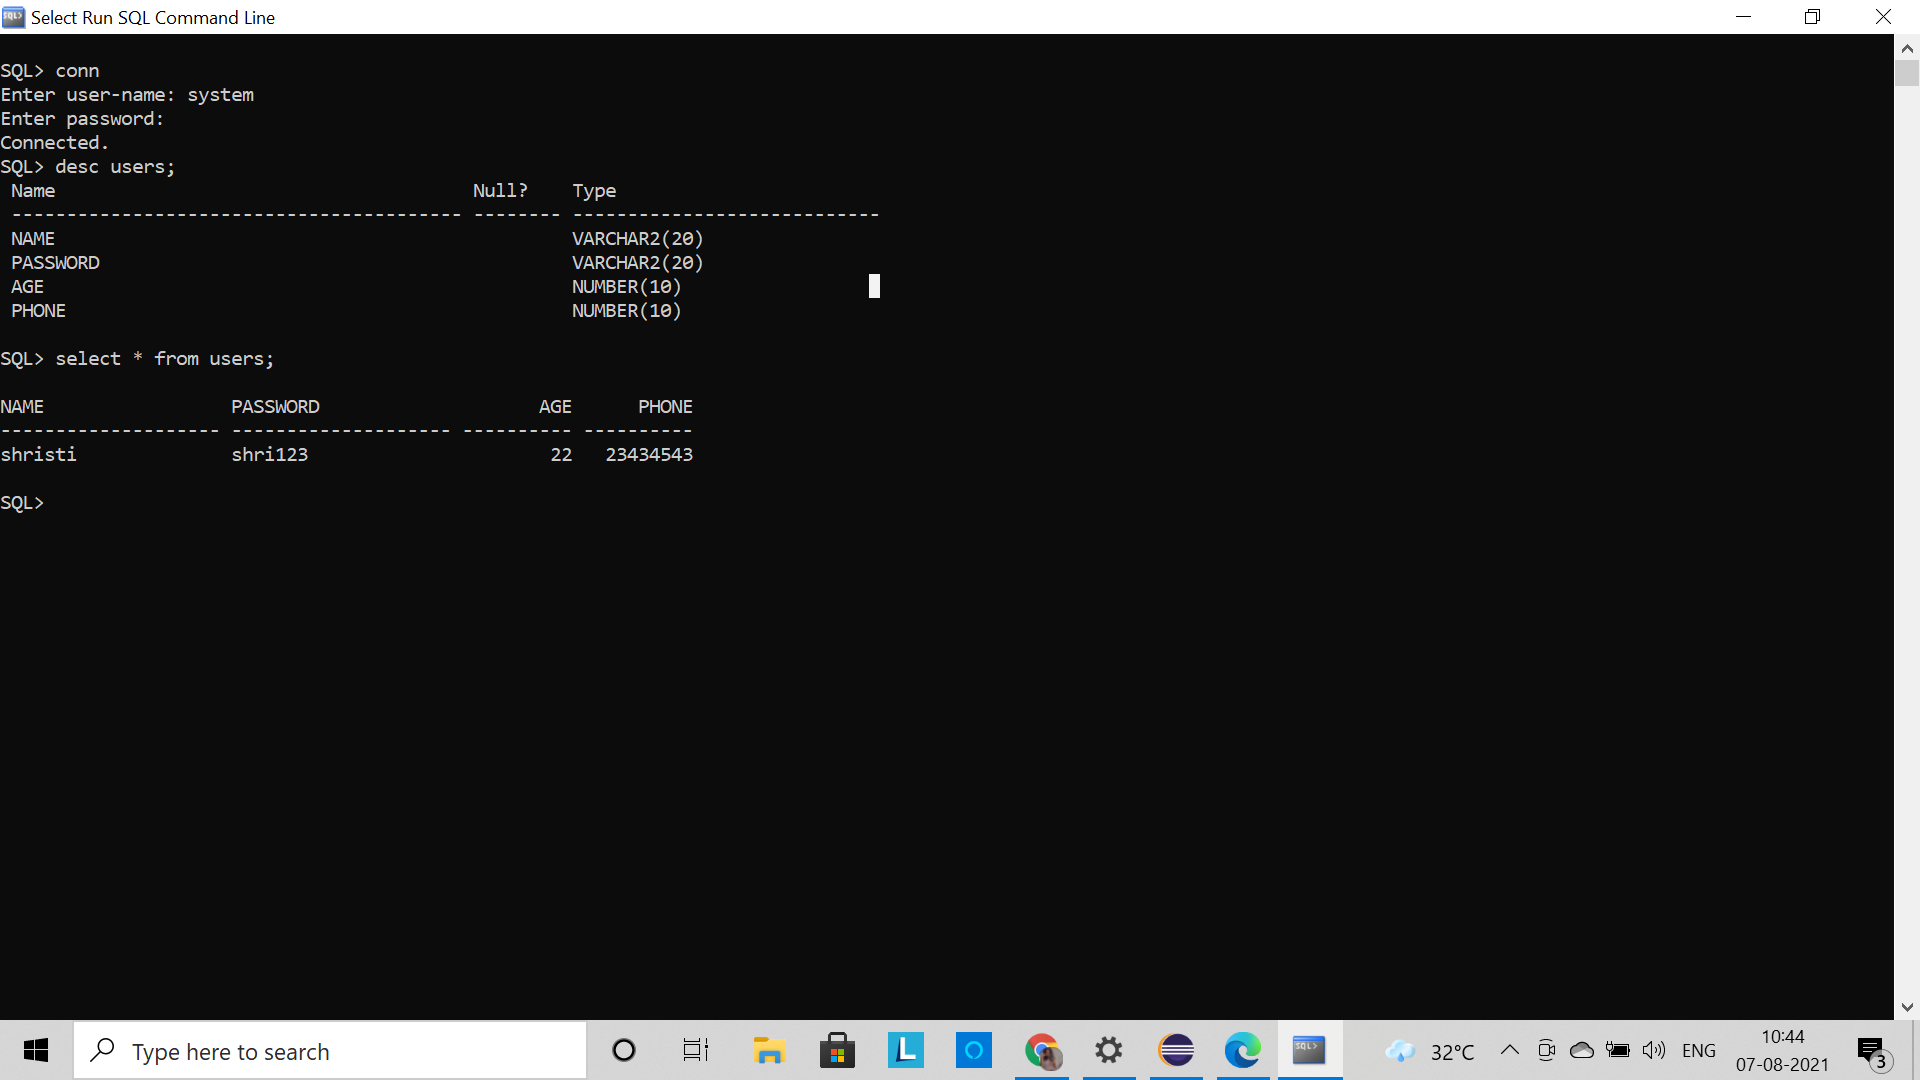 Select Run SQL Command Line
SQL> conn
Enter user-name: system
Enter password:
Connected.
SQL> desc users;
Name Null? Type
----------------------------------------- -------- ----------------------------
NAME VARCHAR2(20)
PASSWORD VARCHAR2(20)
AGE NUMBER(10)
PHONE NUMBER(10)
SQL> select * from users;
NAME PASSWORD AGE PHONE
-------------------- -------------------- ---------- ----------
shristi shri123 22 23434543
SQL>
Type here to search
L
SQL>
32°C
ENG
10:44
07-08-2021
3